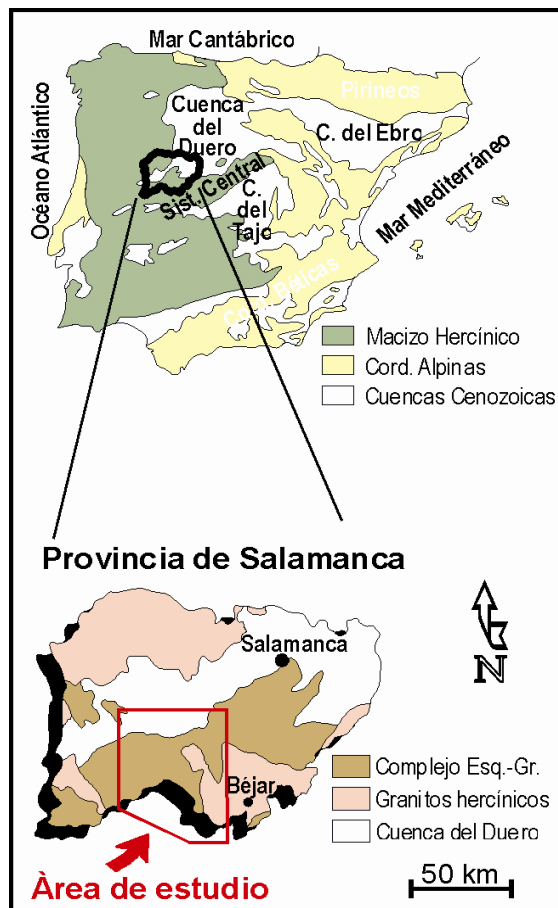 Mar Cantábrico
Océano Atlántico
Pirineos
Cuenca
del
Duero
C. del Ebro
Sist. Central
C.
del
Tajo
Mar Mediterráneo
Cord. Béticas
Macizo Hercínico
Cord. Alpinas
Cuencas Cenozoicas
Provincia de Salamanca
Salamanca
N
Béjar
Complejo Esq.-Gr.
Granitos hercínicos
Cuenca del Duero
Àrea de estudio
50 km